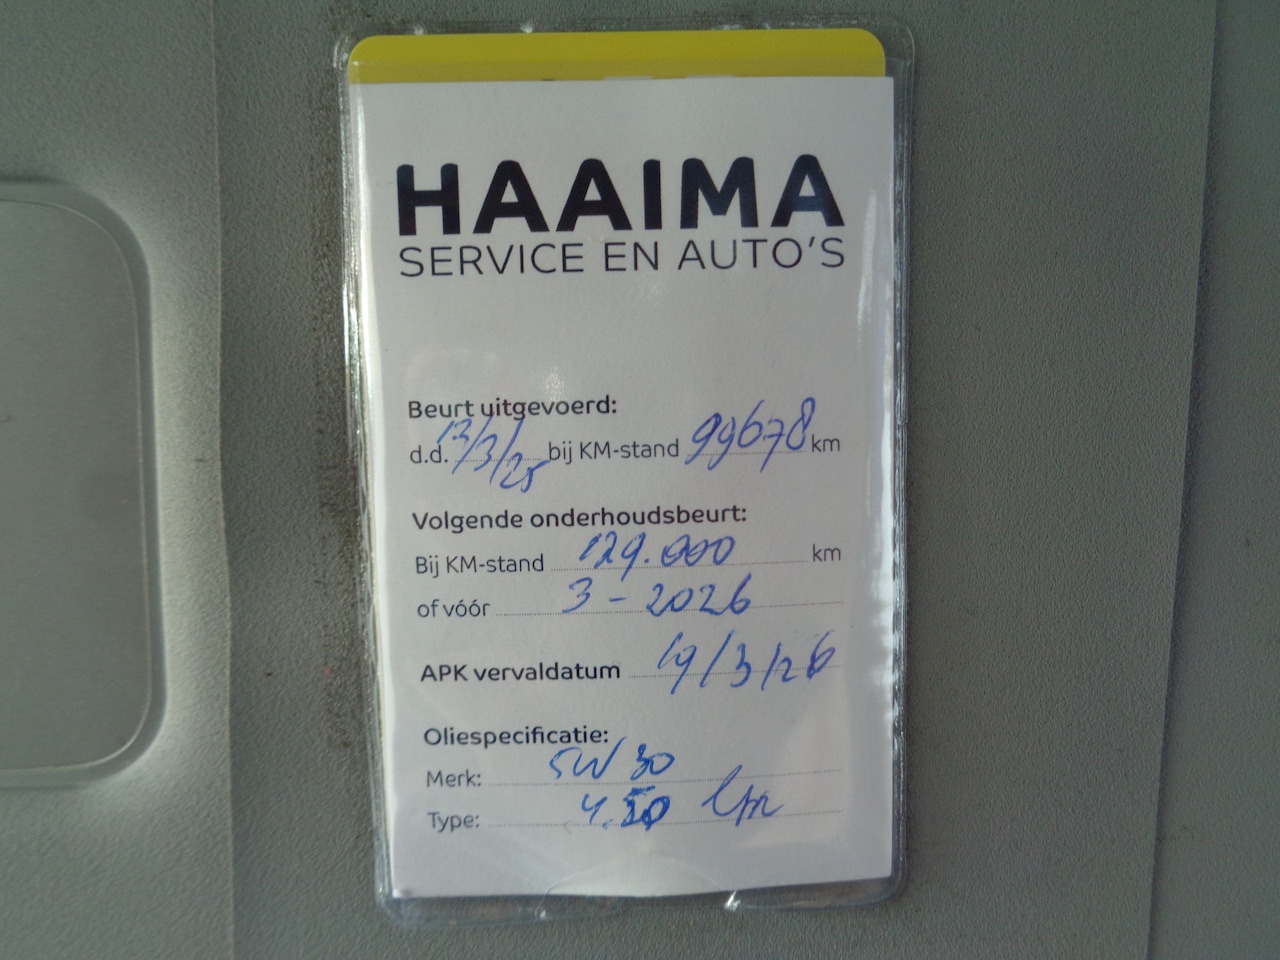 HAAIMA
SERVICE EN AUTO'S
Beurt uitgevoerd:
d.d. 12/3/25 bij KM-stand 99678 km
Volgende onderhoudsbeurt:
Bij KM-stand 129.000 km
of vóór 3-2026
APK vervaldatum 19/3/26
Oliespecificatie:
Merk: 5W30
Type: 4.50 Ltr